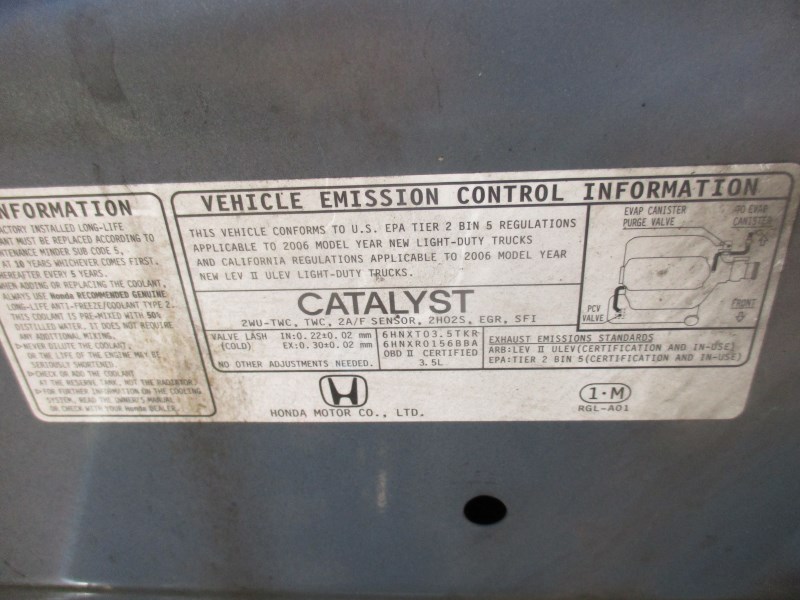 NFORMATION
ACTORY INSTALLED LONG-LIFE
ANT MUST BE REPLACED ACCORDING TO
NTENANCE MINDER SUB CODE 5,
AT 10 YEARS WHICHEVER COMES FIRST.
HEREAFTER EVERY 5 YEARS.
WHEN ADDING OR REPLACING THE COOLANT,
ALWAYS USE Honda RECOMMENDED GENUINE
LONG-LIFE ANTI-FREEZE/COOLANT TYPE 2.
THIS COOLANT IS PRE-MIXED WITH 50%
DISTILLED WATER. IT DOES NOT REQUIRE
ANY ADDITIONAL MIXING.
▷NEVER DILUTE THE COOLANT,
OR THE LIFE OF THE ENGINE MAY BE
SERIOUSLY SHORTENED.
▷CHECK OR ADD THE COOLANT
AT THE RESERVE TANK, NOT THE RADIATOR.
▷FOR FURTHER INFORMATION ON THE COOLING
SYSTEM, READ THE OWNER'S MANUAL
OR CHECK WITH YOUR Honda DEALER.
VEHICLE EMISSION CONTROL INFORMATION
THIS VEHICLE CONFORMS TO U.S. EPA TIER 2 BIN 5 REGULATIONS
APPLICABLE TO 2006 MODEL YEAR NEW LIGHT-DUTY TRUCKS
AND CALIFORNIA REGULATIONS APPLICABLE TO 2006 MODEL YEAR
NEW LEV II ULEV LIGHT-DUTY TRUCKS.
CATALYST
2WU-TWC, TWC, 2A/F SENSOR, 2HO2S, EGR, SFI
VALVE LASH IN:0.22±0.02 mm
(COLD) EX:0.30±0.02 mm
NO OTHER ADJUSTMENTS NEEDED.
6HNXT03.5TKR
6HNXR0156BBA
OBD II CERTIFIED
3.5L
EXHAUST EMISSIONS STANDARDS
ARB:LEV II ULEV(CERTIFICATION AND IN-USE)
EPA:TIER 2 BIN 5(CERTIFICATION AND IN-USE)
EVAP CANISTER
PURGE VALVE
TO EVAP
CANISTER
PCV
VALVE
FRONT
HONDA MOTOR CO., LTD.
1·M
RGL-A01